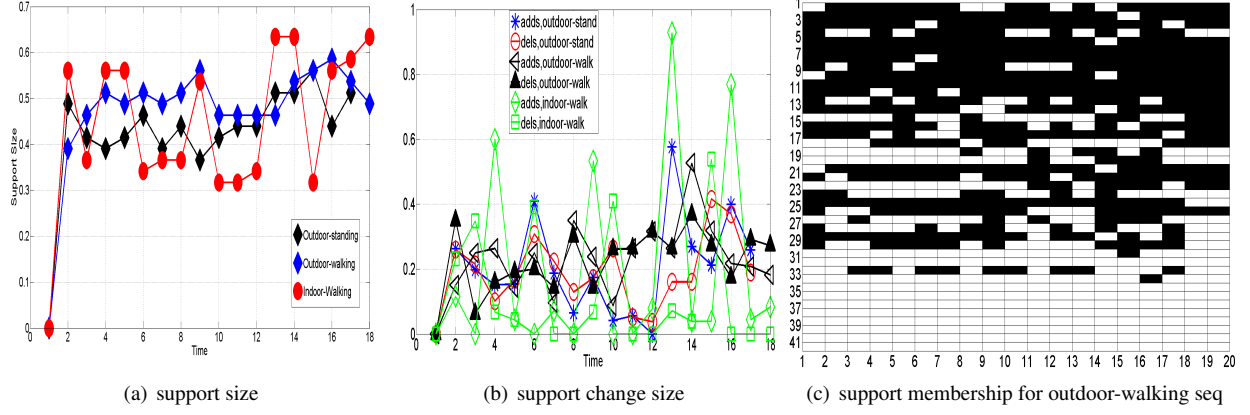 0.7
0.6
0.5
0.4
0.3
0.2
0.1
0
0 2 4 6 8 10 12 14 16 18
Support Size
Time
Outdoor-standing
Outdoor-walking
Indoor-Walking
(a) support size
1
0.8
0.6
0.4
0.2
0
0 2 4 6 8 10 12 14 16 18
Time
adds,outdoor-stand
dels,outdoor-stand
adds,outdoor-walk
dels,outdoor-walk
adds,indoor-walk
dels,indoor-walk
(b) support change size
1
3
5
7
9
11
13
15
17
19
21
23
25
27
29
31
33
35
37
39
41
1 2 3 4 5 6 7 8 9 10 11 12 13 14 15 16 17 18 19 20
(c) support membership for outdoor-walking seq